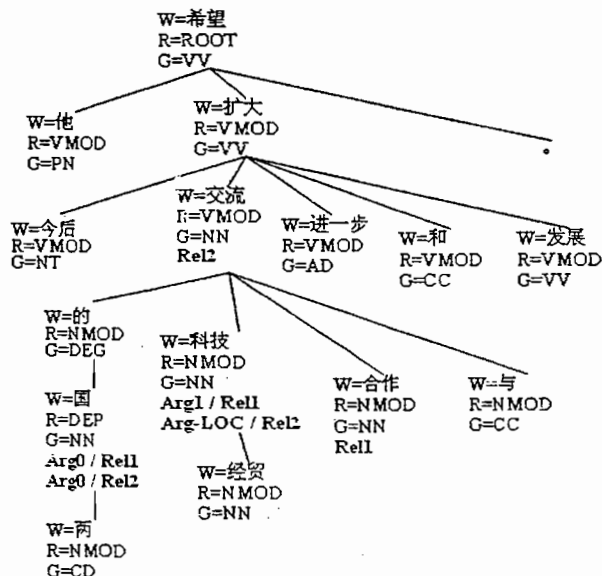 W=希望
R=ROOT
G=VV
W=他
R=VMOD
G=PN
W=扩大
R=VMOD
G=VV
。
W=今后
R=VMOD
G=NT
W=交流
R=VMOD
G=NN
Rel2
W=进一步
R=VMOD
G=AD
W=和
R=VMOD
G=CC
W=发展
R=VMOD
G=VV
W=的
R=NMOD
G=DEG
W=科技
R=NMOD
G=NN
Arg1 / Rel1
Arg-LOC / Rel2
W=合作
R=NMOD
G=NN
Rel1
W=与
R=NMOD
G=CC
W=国
R=DEP
G=NN
Arg0 / Rel1
Arg0 / Rel2
W=经贸
R=NMOD
G=NN
W=两
R=NMOD
G=CD